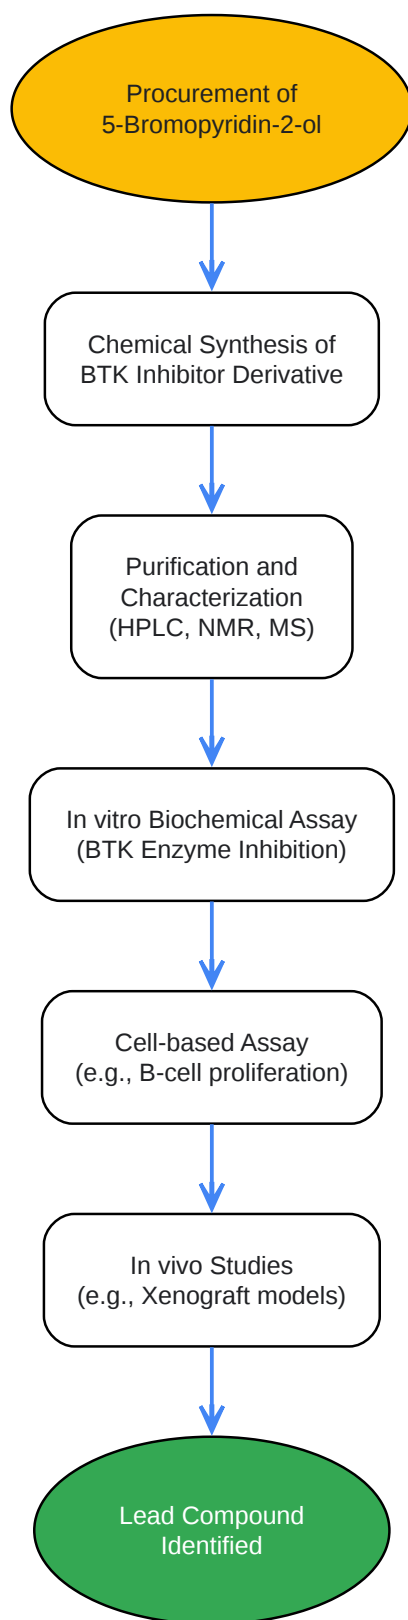 Procurement of
5-Bromopyridin-2-ol
Chemical Synthesis of
BTK Inhibitor Derivative
Purification and
Characterization
(HPLC, NMR, MS)
In vitro Biochemical Assay
(BTK Enzyme Inhibition)
Cell-based Assay
(e.g., B-cell proliferation)
In vivo Studies
(e.g., Xenograft models)
Lead Compound
Identified